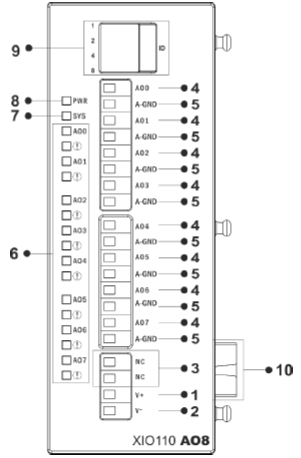 1
2
4
8
ID
9
8 PWR
7 SYS
AO0
!
AO1
!
AO2
!
AO3
!
AO4
!
AO5
!
AO6
!
AO7
!
6
AO0 4
A-GND 5
AO1 4
A-GND 5
AO2 4
A-GND 5
AO3 4
A-GND 5
AO4 4
A-GND 5
AO5 4
A-GND 5
AO6 4
A-GND 5
AO7 4
A-GND 5
NC
NC
3
V+ 1
V- 2
10
XIO110 AO8